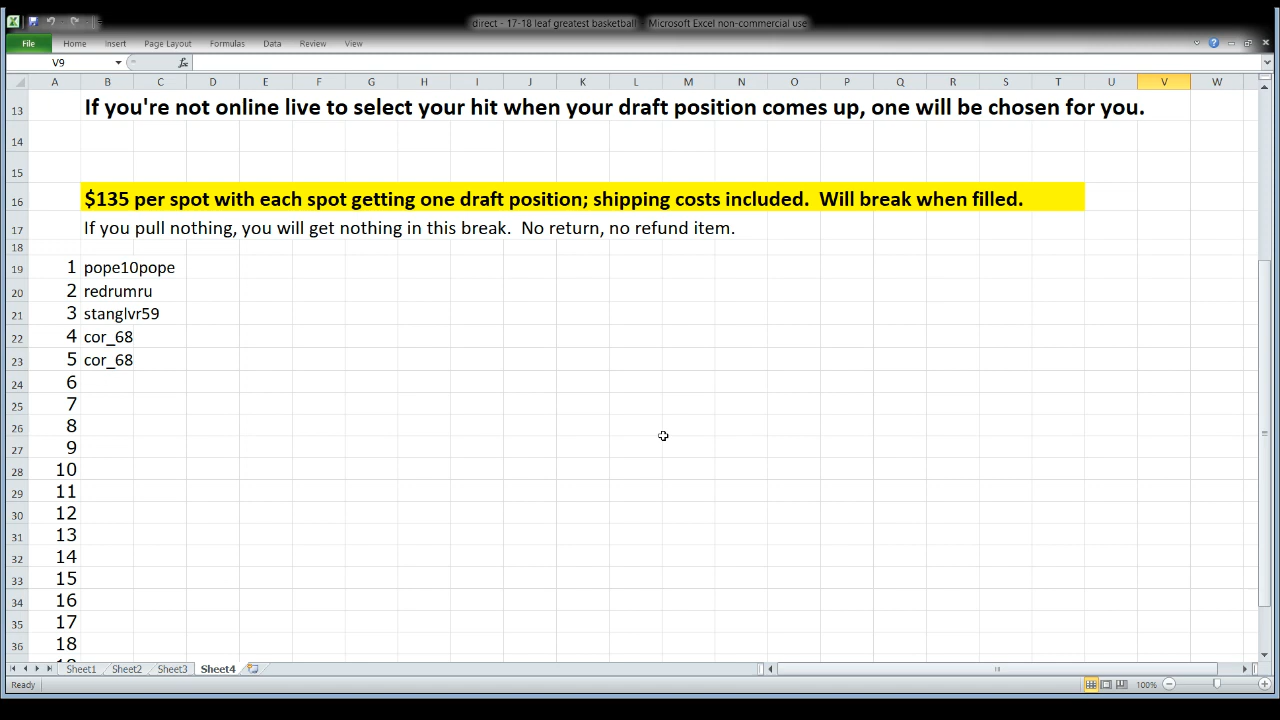 direct - 17-18 leaf greatest basketball - Microsoft Excel non-commercial use
File Home Insert Page Layout Formulas Data Review View
V9 fx
A B C D E F G H I J K L M N O P Q R S T U V W
13 If you're not online live to select your hit when your draft position comes up, one will be chosen for you.
14
15
16 $135 per spot with each spot getting one draft position; shipping costs included. Will break when filled.
17 If you pull nothing, you will get nothing in this break. No return, no refund item.
18
19 1 pope10pope
20 2 redrumru
21 3 stanglvr59
22 4 cor_68
23 5 cor_68
24 6
25 7
26 8
27 9
28 10
29 11
30 12
31 13
32 14
33 15
34 16
35 17
36 18
Sheet1 Sheet2 Sheet3 Sheet4
Ready 100%